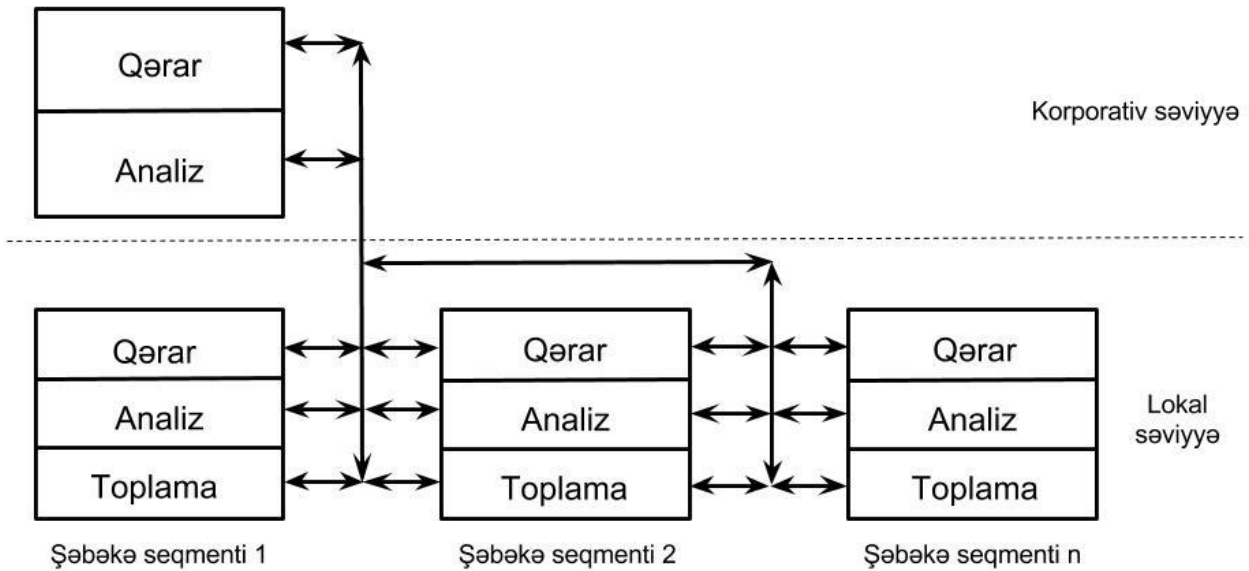 Qərar
Analiz
Korporativ səviyyə
Qərar
Analiz
Toplama
Şəbəkə seqmenti 1
Qərar
Analiz
Toplama
Şəbəkə seqmenti 2
Qərar
Analiz
Toplama
Şəbəkə seqmenti n
Lokal
səviyyə